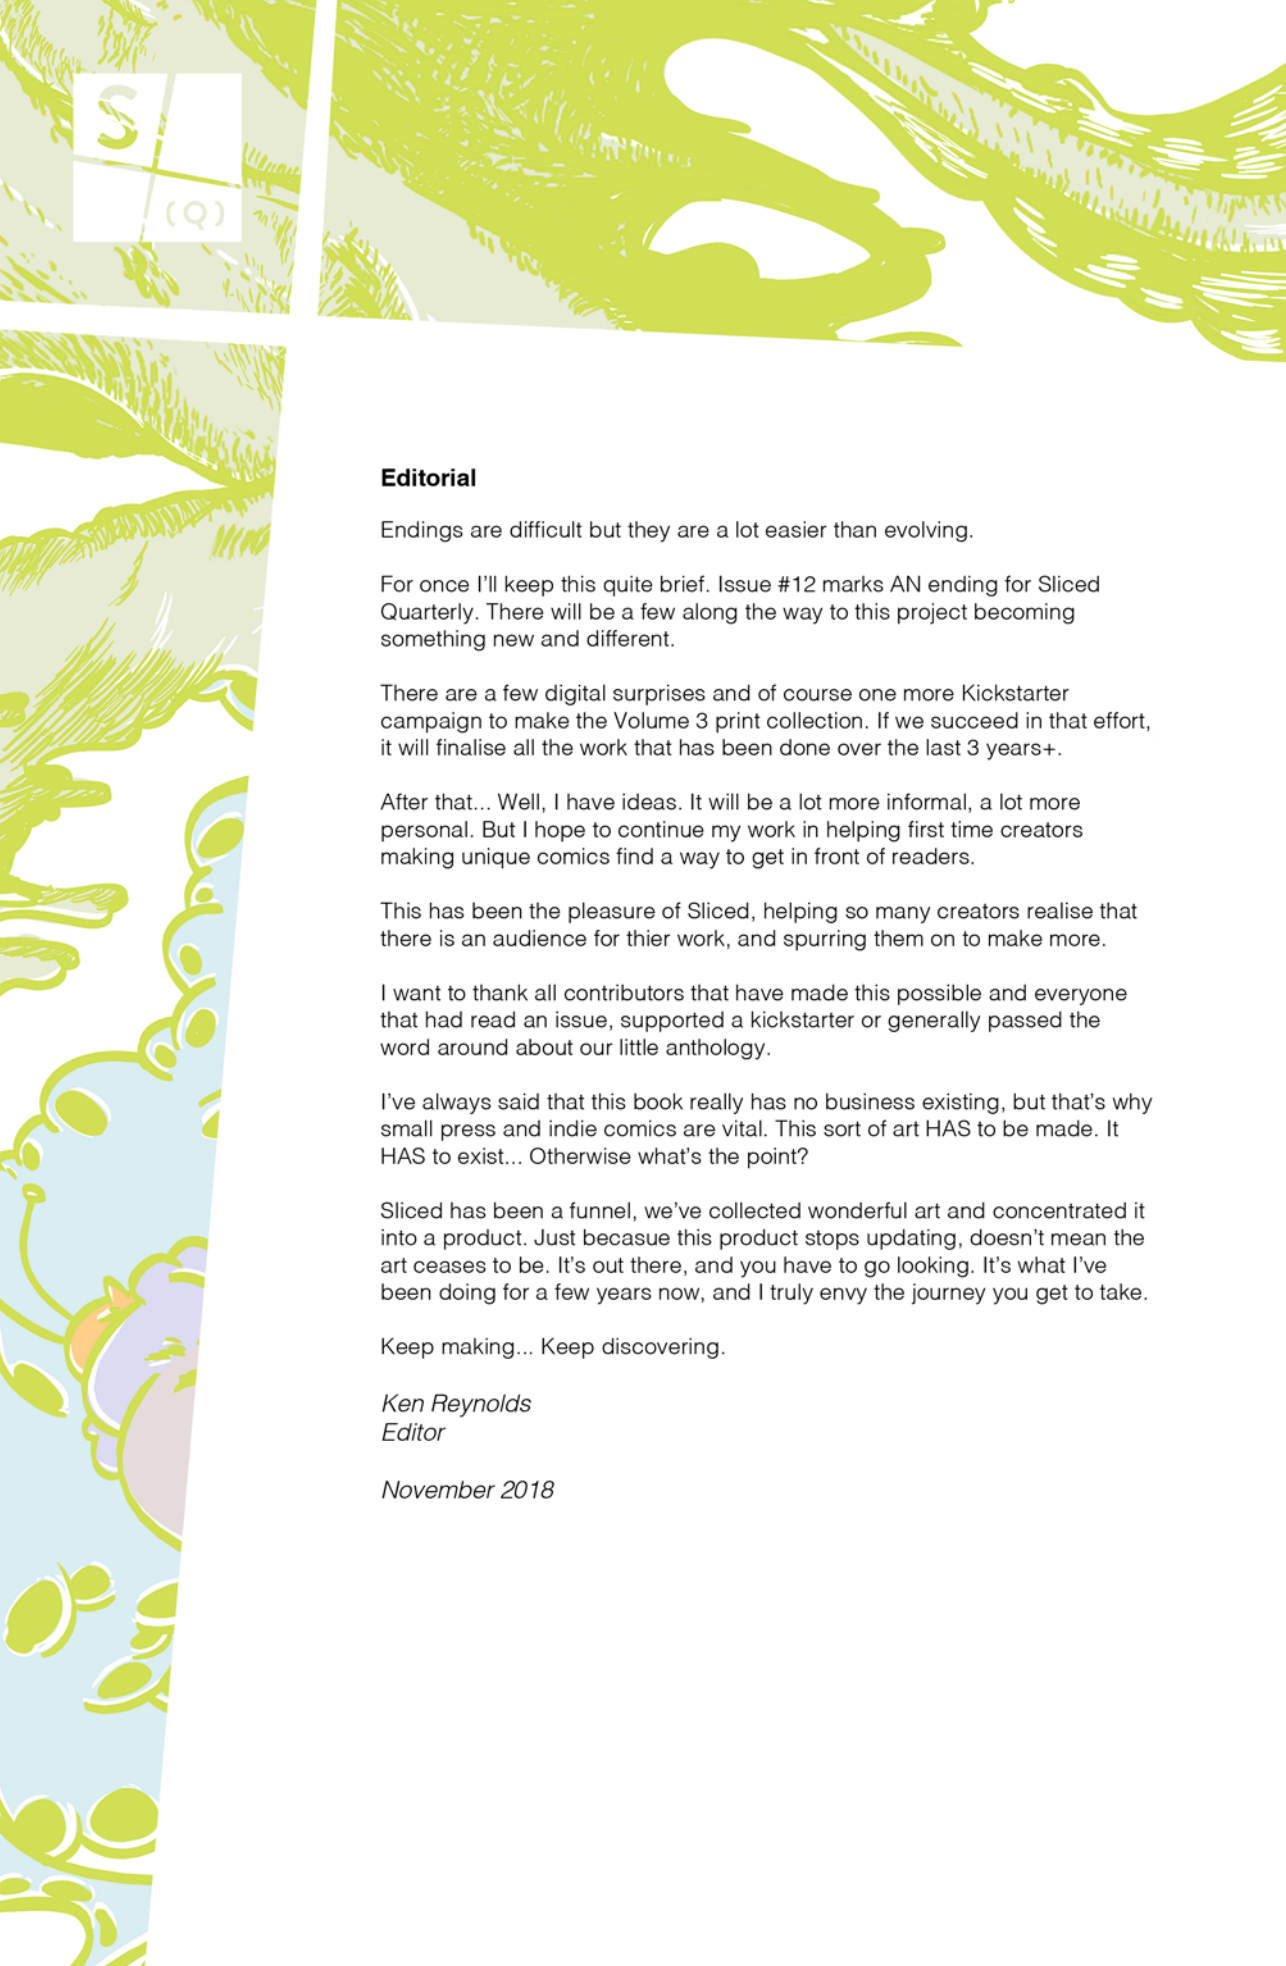 S
(Q)
Editorial
Endings are difficult but they are a lot easier than evolving.
For once I'll keep this quite brief. Issue #12 marks AN ending for Sliced
Quarterly. There will be a few along the way to this project becoming
something new and different.
There are a few digital surprises and of course one more Kickstarter
campaign to make the Volume 3 print collection. If we succeed in that effort,
it will finalise all the work that has been done over the last 3 years+.
After that... Well, I have ideas. It will be a lot more informal, a lot more
personal. But I hope to continue my work in helping first time creators
making unique comics find a way to get in front of readers.
This has been the pleasure of Sliced, helping so many creators realise that
there is an audience for thier work, and spurring them on to make more.
I want to thank all contributors that have made this possible and everyone
that had read an issue, supported a kickstarter or generally passed the
word around about our little anthology.
I've always said that this book really has no business existing, but that's why
small press and indie comics are vital. This sort of art HAS to be made. It
HAS to exist... Otherwise what's the point?
Sliced has been a funnel, we've collected wonderful art and concentrated it
into a product. Just becasue this product stops updating, doesn't mean the
art ceases to be. It's out there, and you have to go looking. It's what I've
been doing for a few years now, and I truly envy the journey you get to take.
Keep making... Keep discovering.
Ken Reynolds
Editor
November 2018